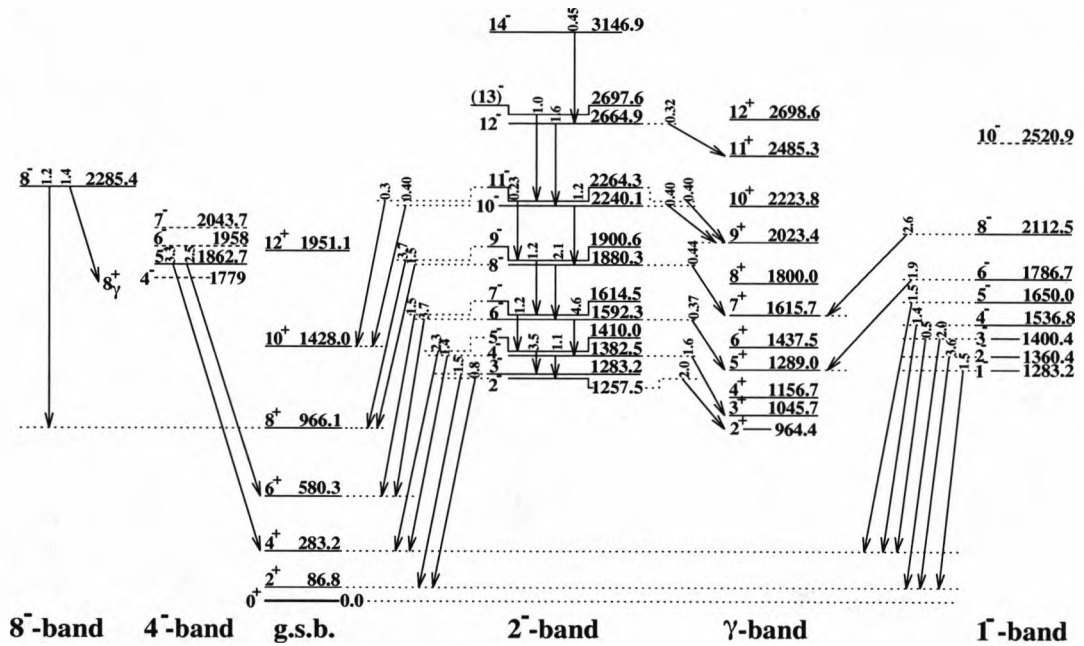 14- 0.45 3146.9
(13)- 1.0 2697.6
12- 1.6 2664.9 0.32
12+ 2698.6
11+ 2485.3
10- 2520.9
8- 1.2 1.4 2285.4
0.3 0.40
11- 0.23 1.2 2264.3
10- 2240.1 0.40 0.40
10+ 2223.8
7- 2043.7
6- 1958
5- 3.3 2.5 1862.7
4- 1779
8+γ
12+ 1951.1
3.7 1.5
9- 1.2 2.1 1900.6
8- 1880.3 0.44
9+ 2023.4
8+ 1800.0
2.6 8- 2112.5
1.9 6- 1786.7
1.5 3.7
7- 1.2 4.6 1614.5
6- 1592.3 0.37
7+ 1615.7
1.5 5- 1650.0
1.4 4- 1536.8
10+ 1428.0
2.3 1.4
5- 3.5 1.1 1410.0
4- 1382.5 1.6
6+ 1437.5
0.5 2.0 3- 1400.4
3.6 2- 1360.4
1.5 1- 1283.2
1.5 0.8
3- 1283.2
2- 1257.5 2.0
5+ 1289.0
4+ 1156.7
3+ 1045.7
2+ 964.4
8+ 966.1
6+ 580.3
4+ 283.2
2+ 86.8
0+ 0.0
8--band 4--band g.s.b. 2--band γ-band 1--band